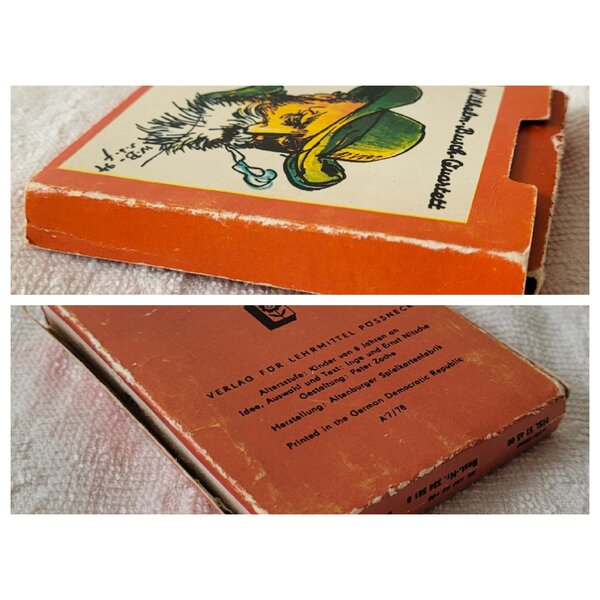 Wilhelm-Busch-Quartett
VERLAG FÜR LEHRMITTEL PÖSSNECK
Altersstufe: Kinder von 8 Jahren an
Idee, Auswahl und Text: Inge und Ernst Nitsche
Gestaltung: Peter Zache
Herstellung: Altenburger Spielkartenfabrik
Printed in the German Democratic Republic
A 7/78